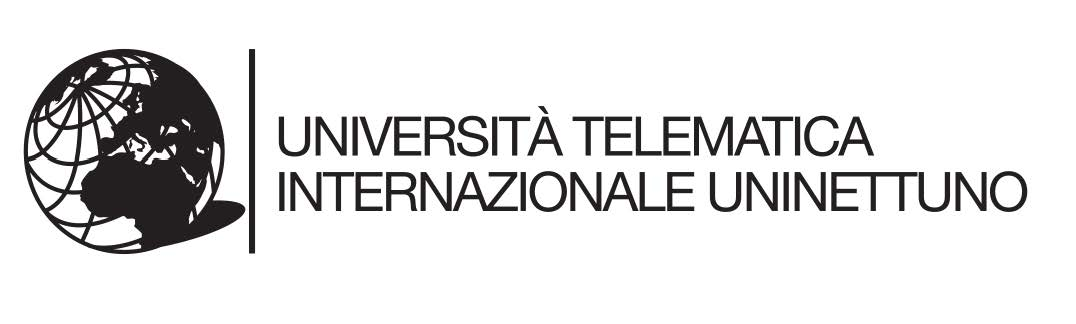 UNIVERSITÀ TELEMATICA
INTERNAZIONALE UNINETTUNO